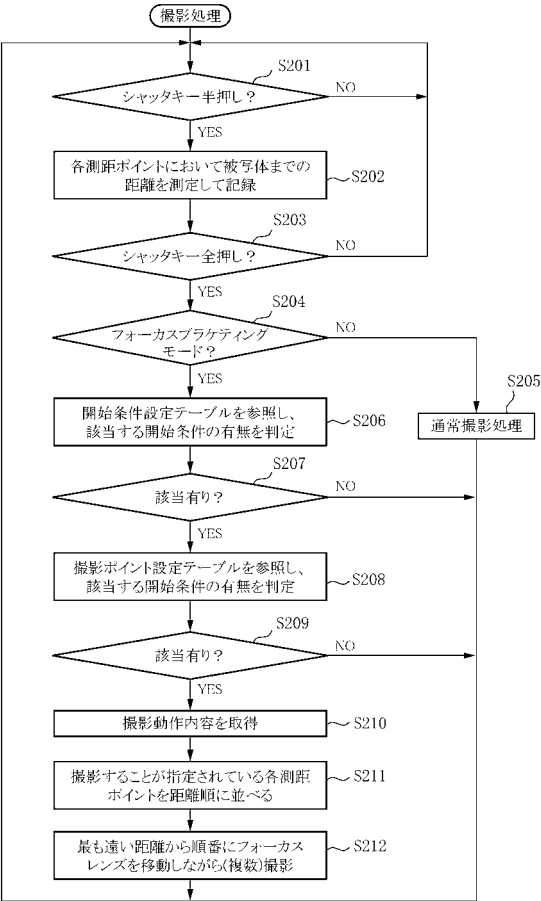 撮影処理
S201
シャッタキー半押し?
NO
YES
各測距ポイントにおいて被写体までの
距離を測定して記録
S202
S203
シャッタキー全押し?
NO
YES
S204
フォーカスブラケティング
モード?
NO
YES
S205
通常撮影処理
開始条件設定テーブルを参照し、
該当する開始条件の有無を判定
S206
S207
該当有り?
NO
YES
撮影ポイント設定テーブルを参照し、
該当する開始条件の有無を判定
S208
S209
該当有り?
NO
YES
撮影動作内容を取得
S210
撮影することが指定されている各測距
ポイントを距離順に並べる
S211
最も遠い距離から順番にフォーカス
レンズを移動しながら(複数)撮影
S212